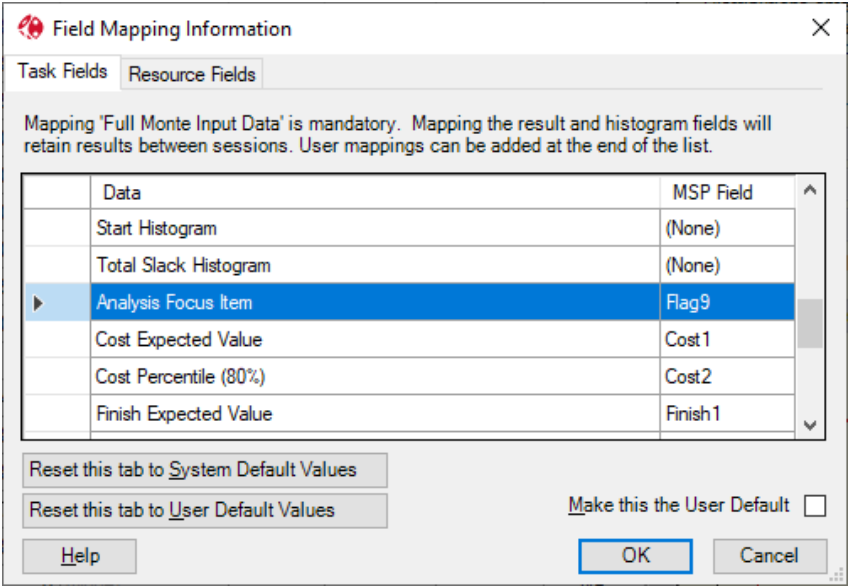 Field Mapping Information
Task Fields Resource Fields
Mapping 'Full Monte Input Data' is mandatory. Mapping the result and histogram fields will
retain results between sessions. User mappings can be added at the end of the list.
Data MSP Field
Start Histogram (None)
Total Slack Histogram (None)
Analysis Focus Item Flag9
Cost Expected Value Cost1
Cost Percentile (80%) Cost2
Finish Expected Value Finish1
Reset this tab to System Default Values
Reset this tab to User Default Values
Make this the User Default
Help OK Cancel